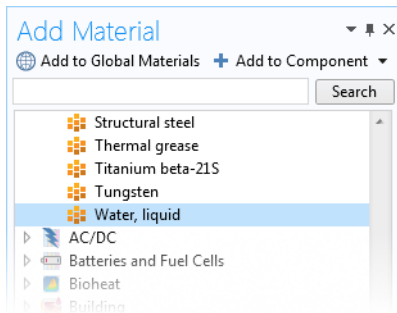 Add Material
Add to Global Materials + Add to Component
Search
Structural steel
Thermal grease
Titanium beta-21S
Tungsten
Water, liquid
AC/DC
Batteries and Fuel Cells
Bioheat
Building